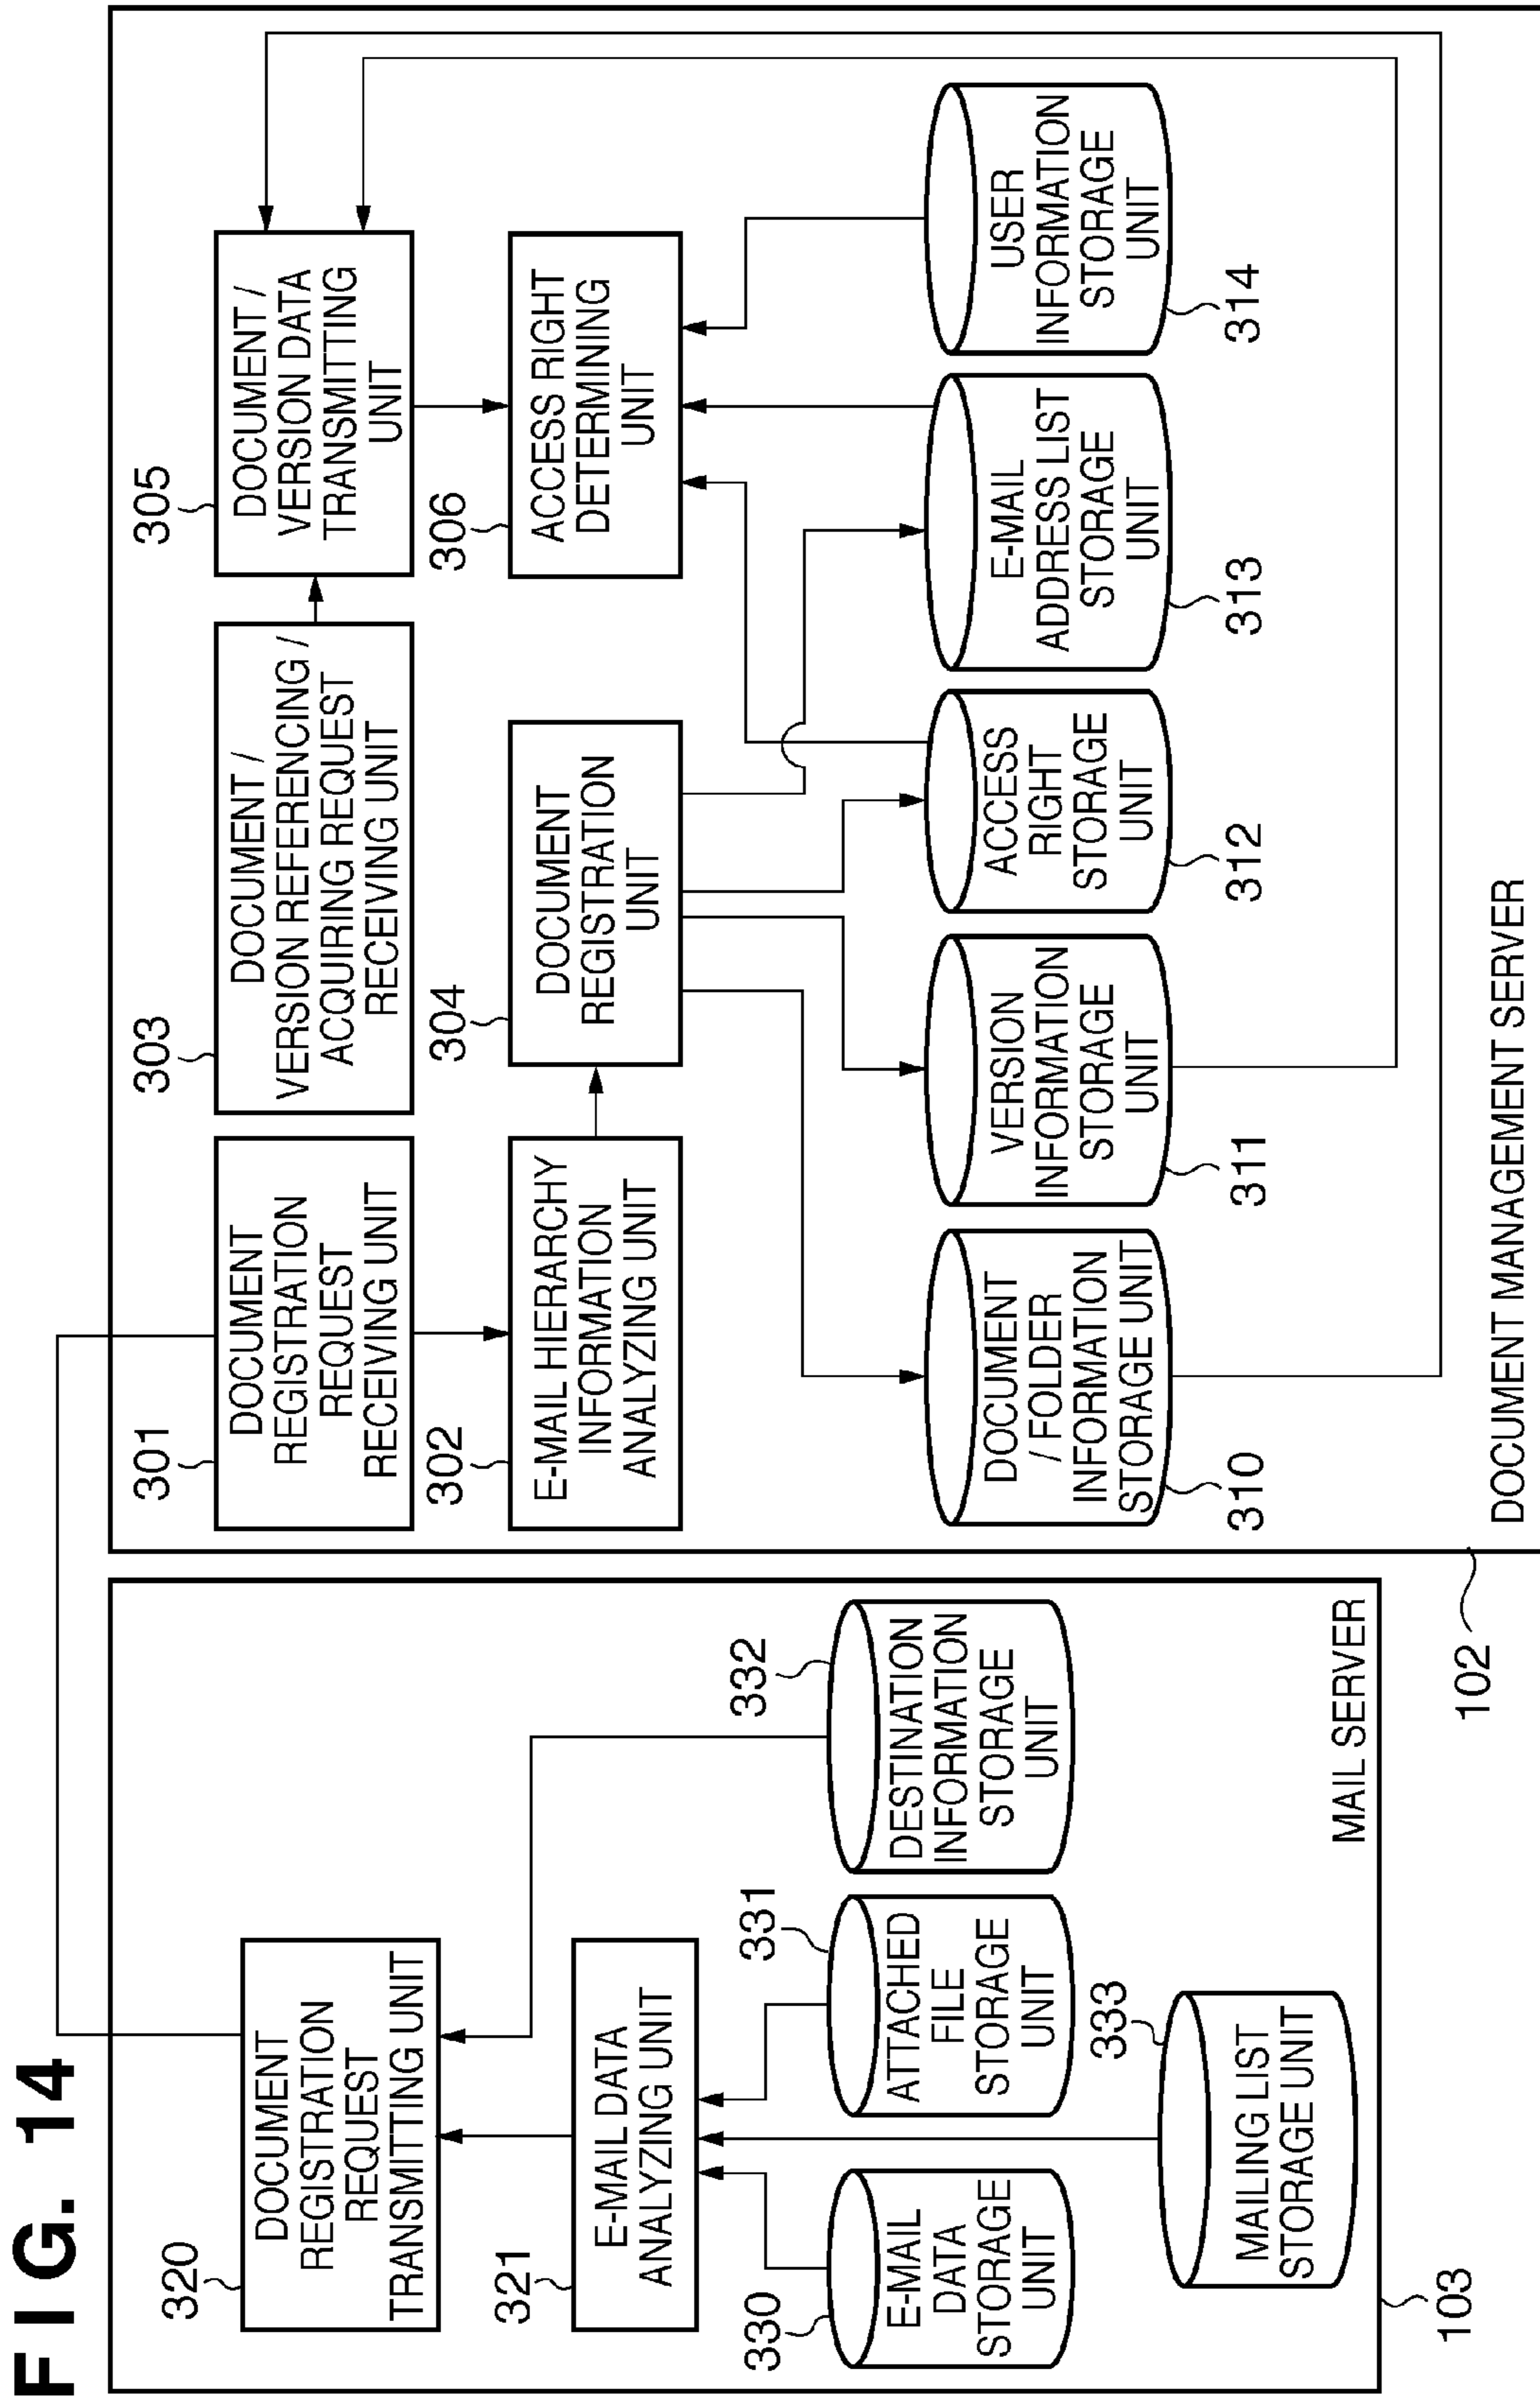 FIG. 14
320
DOCUMENT
REGISTRATION
REQUEST
TRANSMITTING UNIT
321
E-MAIL DATA
ANALYZING UNIT
330
E-MAIL
DATA
STORAGE
UNIT
331
ATTACHED
FILE
STORAGE
UNIT
332
DESTINATION
INFORMATION
STORAGE
UNIT
333
MAILING LIST
STORAGE UNIT
MAIL SERVER
103
301
DOCUMENT
REGISTRATION
REQUEST
RECEIVING UNIT
303
DOCUMENT /
VERSION REFERENCING /
ACQUIRING REQUEST
RECEIVING UNIT
305
DOCUMENT /
VERSION DATA
TRANSMITTING
UNIT
302
E-MAIL HIERARCHY
INFORMATION
ANALYZING UNIT
304
DOCUMENT
REGISTRATION
UNIT
306
ACCESS RIGHT
DETERMINING
UNIT
DOCUMENT
/ FOLDER
INFORMATION
STORAGE UNIT
310
VERSION
INFORMATION
STORAGE
UNIT
311
ACCESS
RIGHT
STORAGE
UNIT
312
E-MAIL
ADDRESS LIST
STORAGE
UNIT
313
USER
INFORMATION
STORAGE
UNIT
314
DOCUMENT MANAGEMENT SERVER
102